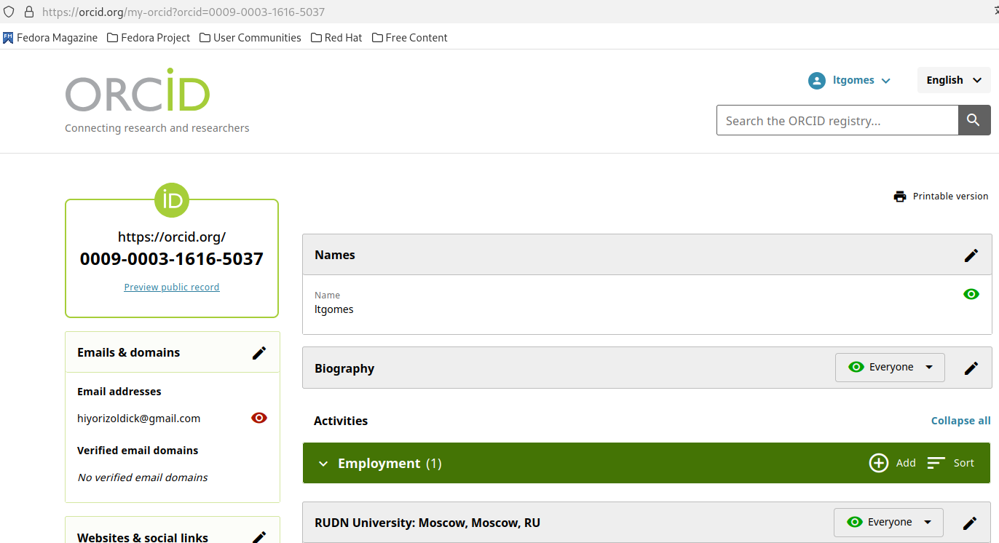 https://orcid.org/my-orcid?orcid=0009-0003-1616-5037
FM Fedora Magazine Fedora Project User Communities Red Hat Free Content
ORCiD
Connecting research and researchers
ltgomes
English
Search the ORCID registry...
Printable version
iD
https://orcid.org/
0009-0003-1616-5037
Preview public record
Emails & domains
Email addresses
hiyorizoldick@gmail.com
Verified email domains
No verified email domains
Websites & social links
Names
Name
ltgomes
Biography
Everyone
Activities
Collapse all
Employment (1)
Add Sort
RUDN University: Moscow, Moscow, RU
Everyone